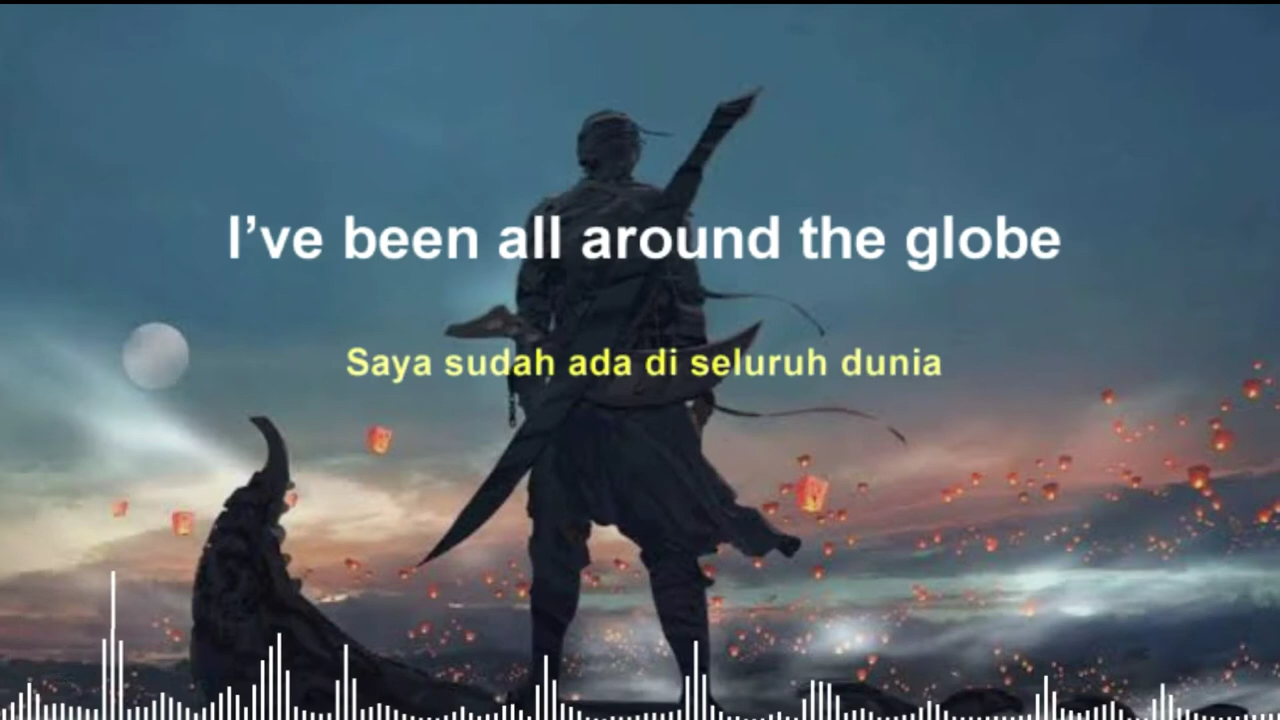 I’ve been all around the globe
Saya sudah ada di seluruh dunia